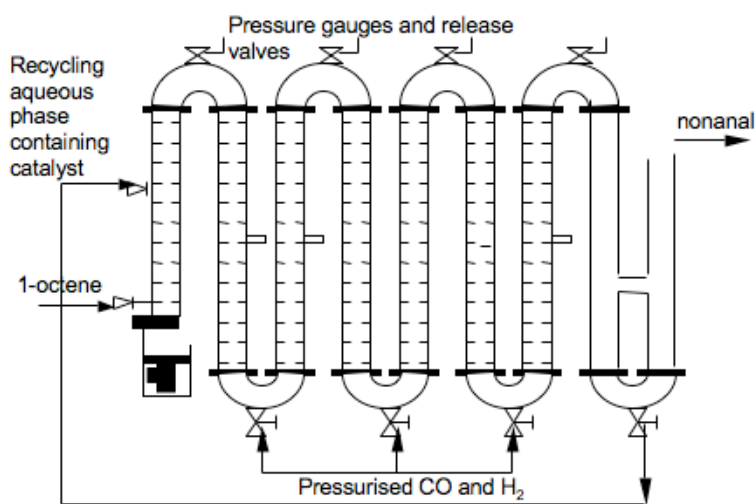 Pressure gauges and release
valves
Recycling
aqueous
phase
containing
catalyst
nonanal
1-octene
Pressurised CO and H₂